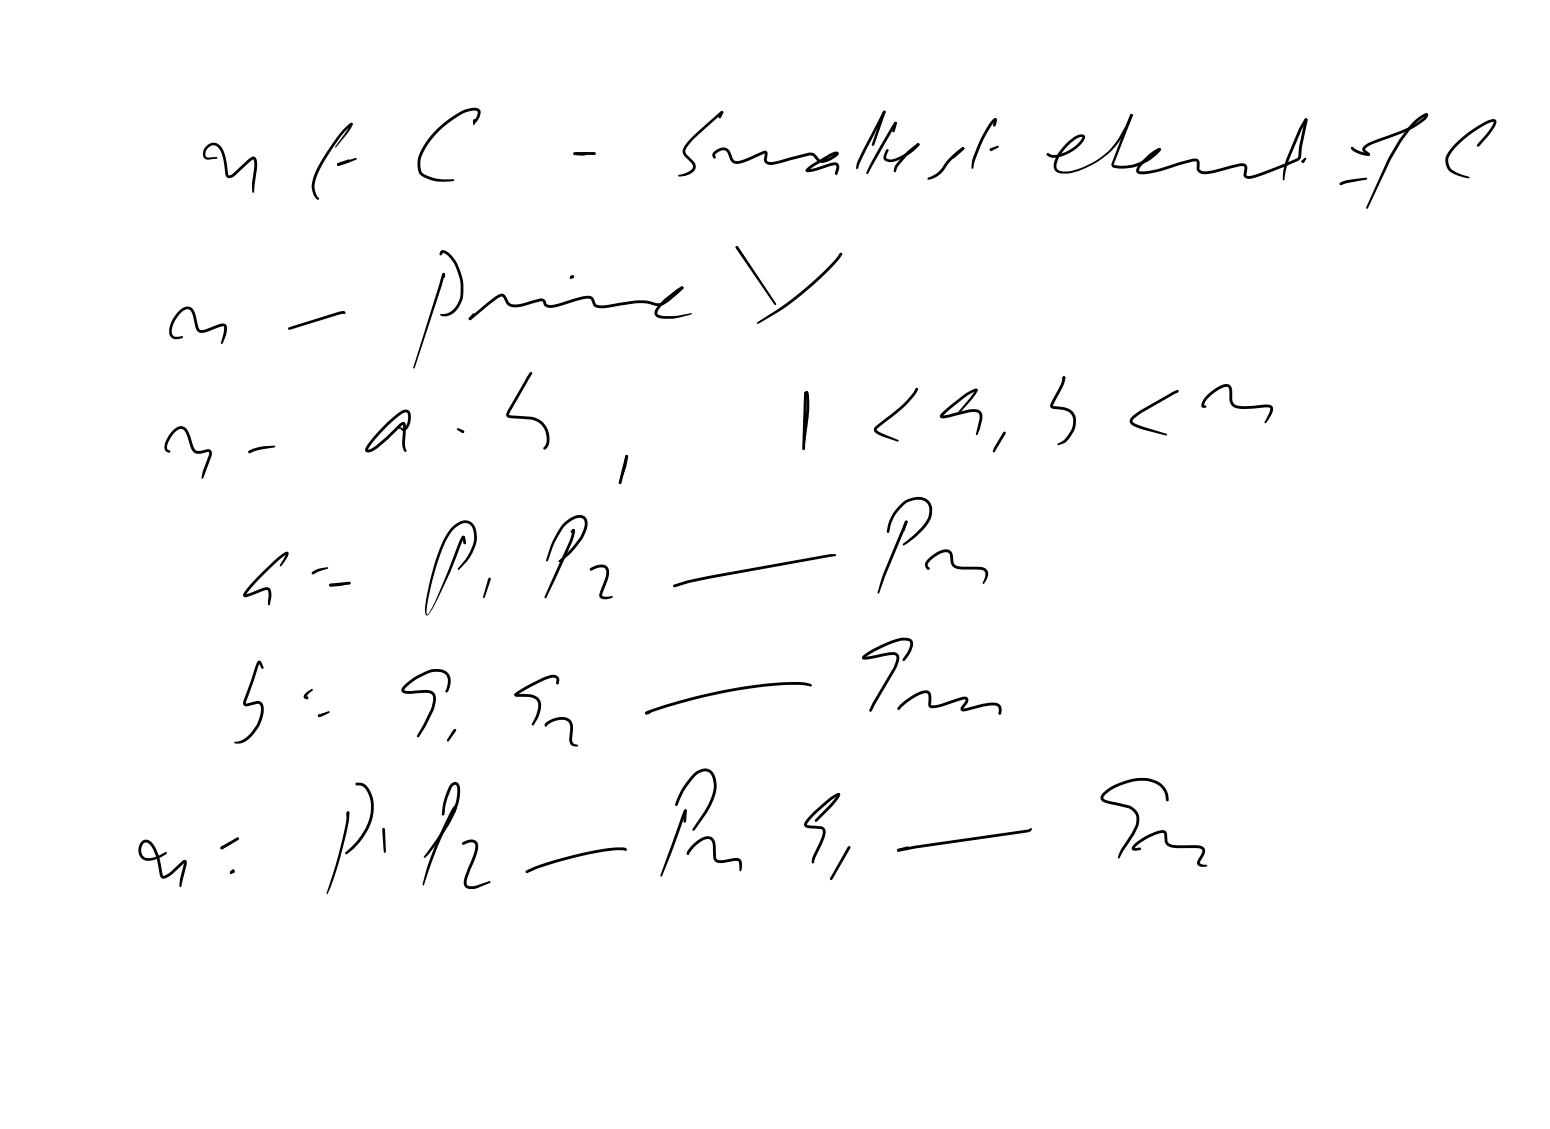 n ∈ C - smallest element of C
n - prime ✓
n = a · b , 1 < a, b < n
a = p₁ p₂ — pₙ
b = q₁ q₂ — qₘ
n = p₁ p₂ — pₙ q₁ — qₘ